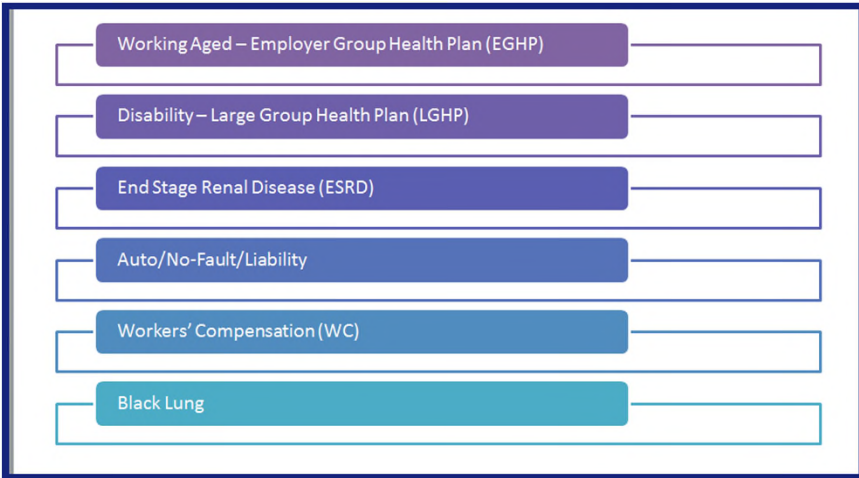 Working Aged – Employer Group Health Plan (EGHP)
Disability – Large Group Health Plan (LGHP)
End Stage Renal Disease (ESRD)
Auto/No-Fault/Liability
Workers’ Compensation (WC)
Black Lung